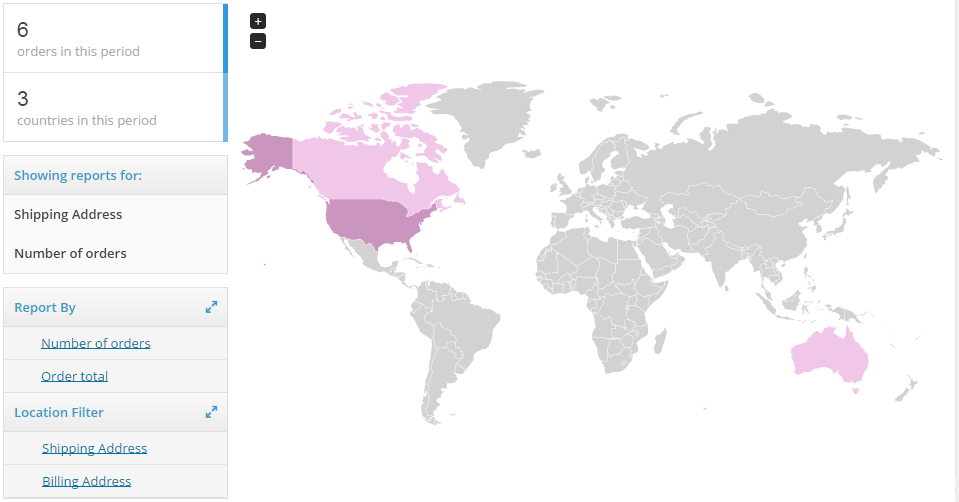 6
orders in this period
3
countries in this period
Showing reports for:
Shipping Address
Number of orders
Report By
Number of orders
Order total
Location Filter
Shipping Address
Billing Address
+
−